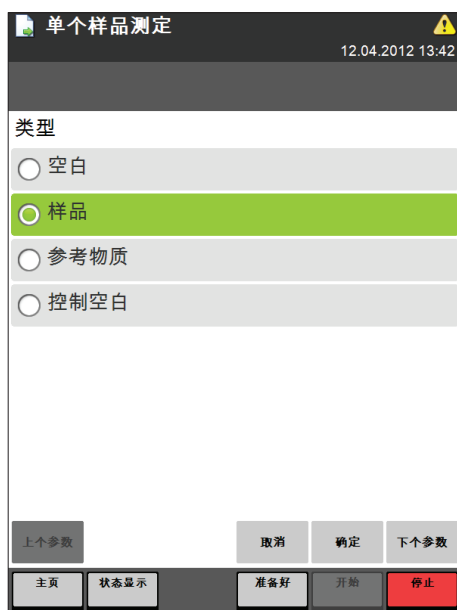 单个样品测定
12.04.2012 13:42
类型
空白
样品
参考物质
控制空白
上个参数 取消 确定 下个参数
主页 状态显示 准备好 开始 停止